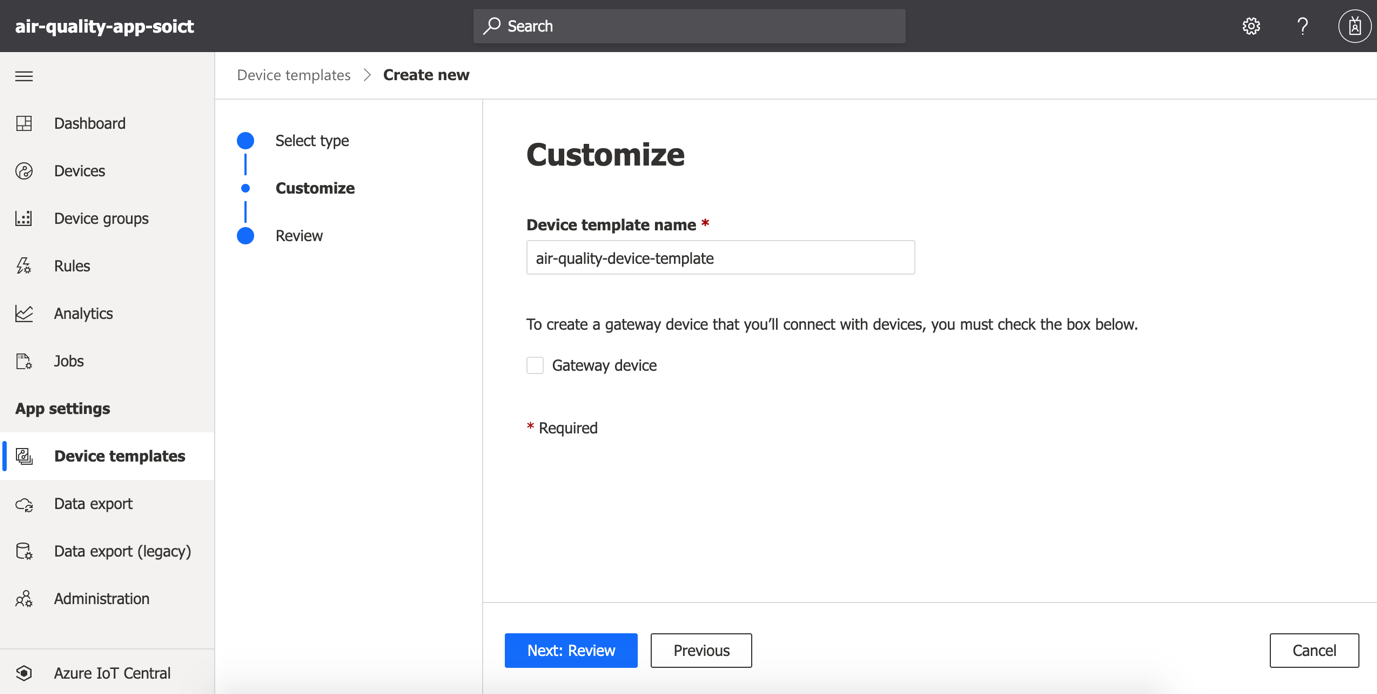 air-quality-app-soict
Search
?
Device templates > Create new
Dashboard
Devices
Device groups
Rules
Analytics
Jobs
App settings
Device templates
Data export
Data export (legacy)
Administration
Azure IoT Central
Select type
Customize
Review
Customize
Device template name *
air-quality-device-template
To create a gateway device that you’ll connect with devices, you must check the box below.
Gateway device
* Required
Next: Review
Previous
Cancel